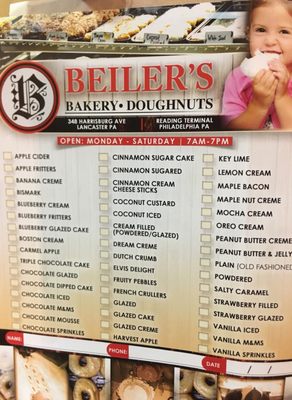 B
BEILER'S
BAKERY • DOUGHNUTS
348 HARRISBURG AVE
LANCASTER PA
READING TERMINAL
PHILADELPHIA PA
OPEN: MONDAY - SATURDAY | 7AM-7PM
APPLE CIDER
APPLE FRITTERS
BANANA CREME
BISMARK
BLUEBERRY CREAM
BLUEBERRY FRITTERS
BLUEBERRY GLAZED CAKE
BOSTON CREAM
CARMEL APPLE
TRIPLE CHOCOLATE CAKE
CHOCOLATE GLAZED
CHOCOLATE DIPPED CAKE
CHOCOLATE ICED
CHOCOLATE M&MS
CHOCOLATE MOUSSE
CHOCOLATE SPRINKLES
CINNAMON SUGAR CAKE
CINNAMON SUGARED
CINNAMON CREAM
CHEESE STICKS
COCONUT CUSTARD
COCONUT ICED
CREAM FILLED
(POWDERED/GLAZED)
DREAM CREME
DUTCH CRUMB
ELVIS DELIGHT
FRUITY PEBBLES
FRENCH CRULLERS
GLAZED
GLAZED CAKE
GLAZED CREME
HARVEST APPLE
KEY LIME
LEMON CREAM
MAPLE BACON
MAPLE NUT CREME
MOCHA CREAM
OREO CREAM
PEANUT BUTTER CREME
PEANUT BUTTER & JELLY
PLAIN (OLD FASHIONED)
POWDERED
SALTY CARAMEL
STRAWBERRY FILLED
STRAWBERRY GLAZED
VANILLA ICED
VANILLA M&MS
VANILLA SPRINKLES
NAME:
PHONE:
DATE
/ /